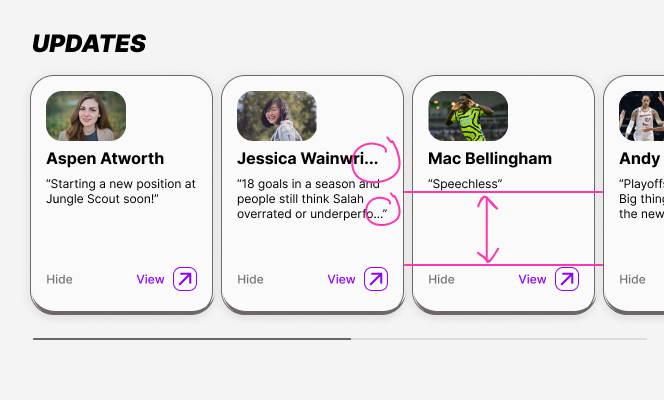 UPDATES
Aspen Atworth
“Starting a new position at
Jungle Scout soon!”
Hide View
Jessica Wainwri...
“18 goals in a season and
people still think Salah
overrated or underperfo...”
Hide View
Mac Bellingham
“Speechless”
Hide View
Andy
“Playoffs
Big thing
the new
Hide